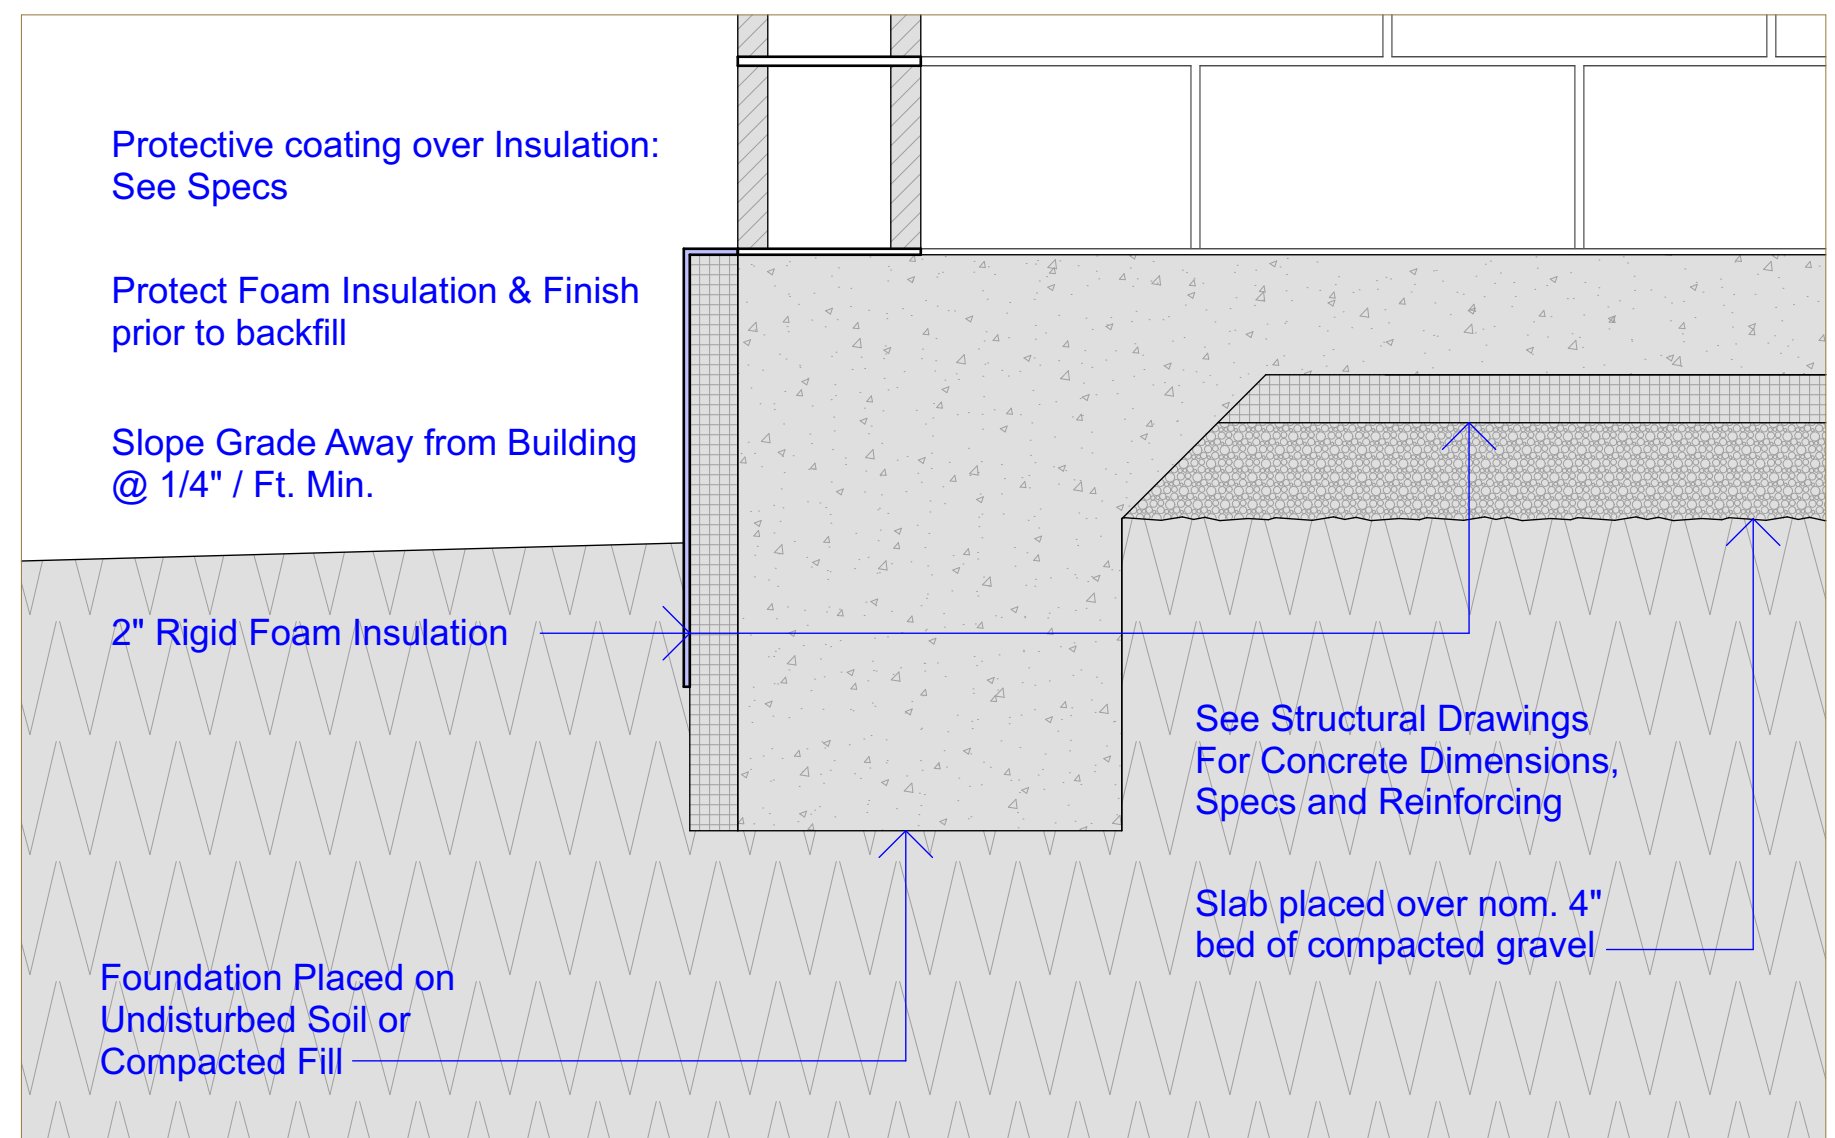 Protective coating over Insulation:
See Specs
Protect Foam Insulation & Finish
prior to backfill
Slope Grade Away from Building
@ 1/4" / Ft. Min.
2" Rigid Foam Insulation
See Structural Drawings
For Concrete Dimensions,
Specs and Reinforcing
Slab placed over nom. 4"
bed of compacted gravel
Foundation Placed on
Undisturbed Soil or
Compacted Fill